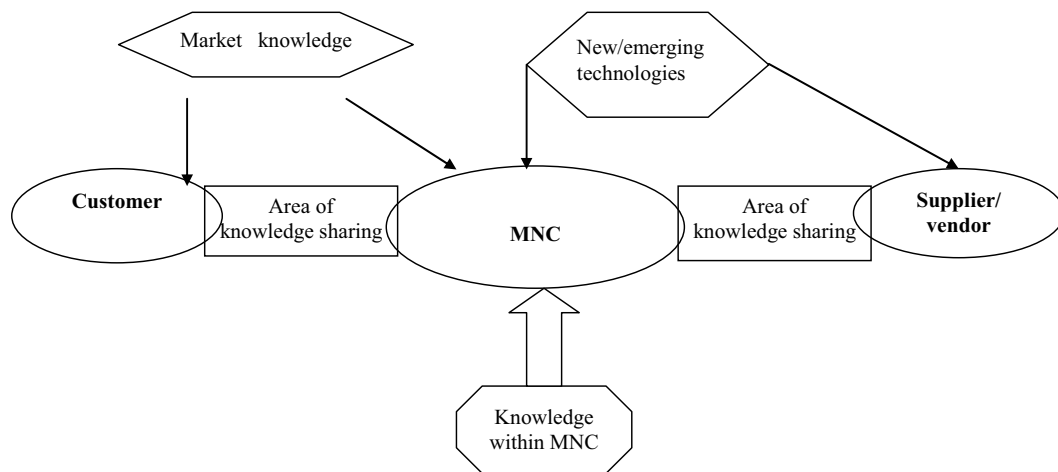 Market knowledge
New/emerging
technologies
Customer
Area of
knowledge sharing
MNC
Area of
knowledge sharing
Supplier/
vendor
Knowledge
within MNC